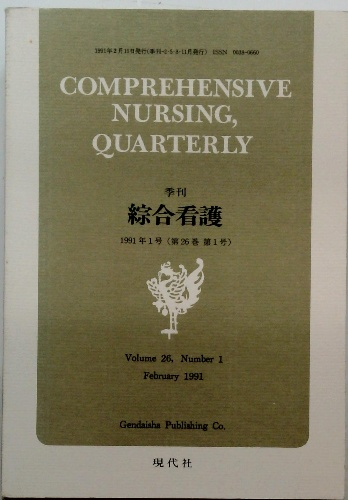 1991年2月15日発行(季刊・2・5・8・11月発行) ISSN 0038-0660
COMPREHENSIVE
NURSING,
QUARTERLY
季刊
綜合看護
1991年1号(第26巻 第1号)
Volume 26, Number 1
February 1991
Gendaisha Publishing Co.
現代社